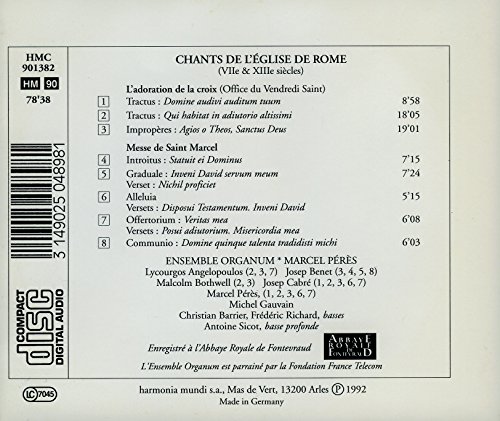 HMC
901382
HM 90
78'38
CHANTS DE L'ÉGLISE DE ROME
(VIIe & XIIIe siècles)
L'adoration de la croix (Office du Vendredi Saint)
1 Tractus : Domine audivi auditum tuum 8'58
2 Tractus : Qui habitat in adiutorio altissimi 18'05
3 Impropères : Agios o Theos, Sanctus Deus 19'01
Messe de Saint Marcel
4 Introitus : Statuit ei Dominus 7'15
5 Graduale : Inveni David servum meum 7'24
Verset : Nichil proficiet
6 Alleluia 5'15
Versets : Disposui Testamentum. Inveni David
7 Offertorium : Veritas mea 6'08
Versets : Posui adiutorium. Misericordia mea
8 Communio : Domine quinque talenta tradidisti michi 6'03
ENSEMBLE ORGANUM * MARCEL PÉRÈS
Lycourgos Angelopoulos (2, 3, 7) Josep Benet (3, 4, 5, 8)
Malcolm Bothwell (2, 3) Josep Cabré (1, 2, 3, 6, 7)
Marcel Pérès, (1, 2, 3, 6, 7)
Michel Gauvain
Christian Barrier, Frédéric Richard, basses
Antoine Sicot, basse profonde
Enregistré à l'Abbaye Royale de Fontevraud
ABBAYE
ROYALE
DE
FONTEVRAUD
L'Ensemble Organum est parrainé par la Fondation France Telecom
harmonia mundi s.a., Mas de Vert, 13200 Arles Ⓟ 1992
Made in Germany
3 149025 048981
COMPACT
disc
DIGITAL AUDIO
LC 7045